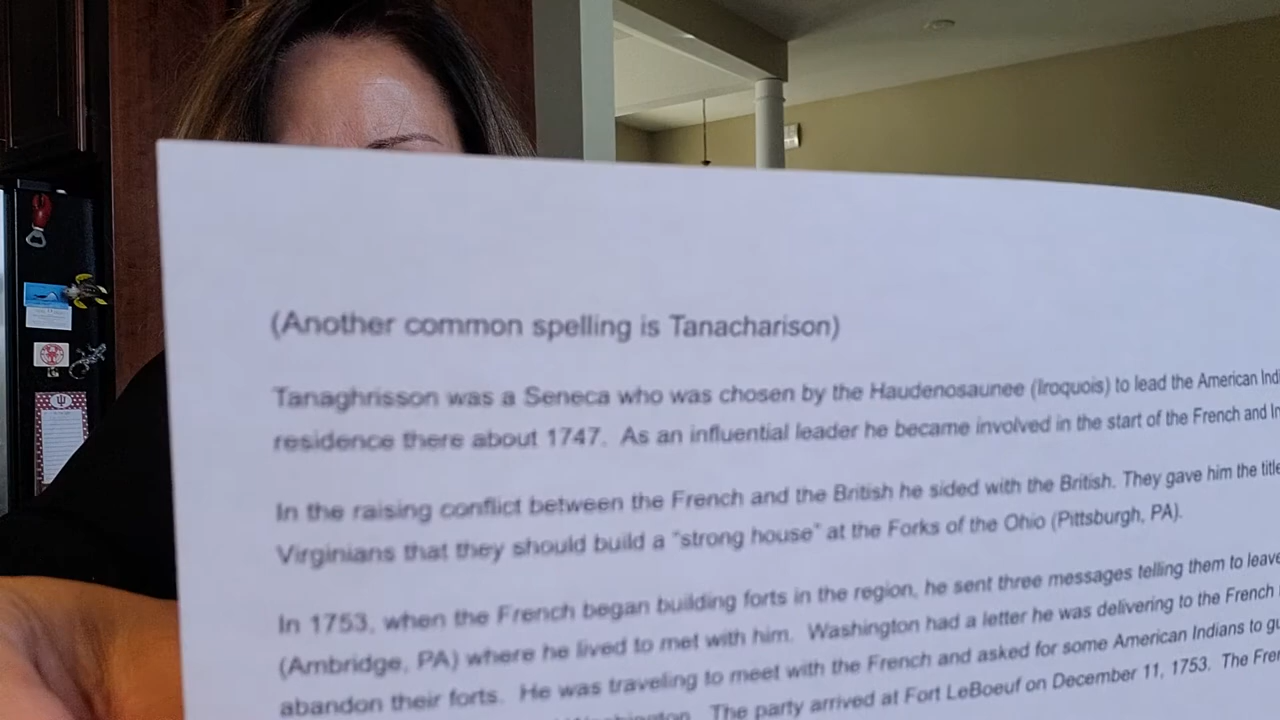 (Another common spelling is Tanacharison)
Tanaghrisson was a Seneca who was chosen by the Haudenosaunee (Iroquois) to lead the American Indi
residence there about 1747. As an influential leader he became involved in the start of the French and In
In the raising conflict between the French and the British he sided with the British. They gave him the title
Virginians that they should build a "strong house" at the Forks of the Ohio (Pittsburgh, PA).
In 1753, when the French began building forts in the region, he sent three messages telling them to leave
(Ambridge, PA) where he lived to met with him. Washington had a letter he was delivering to the French
abandon their forts. He was traveling to meet with the French and asked for some American Indians to gu
Washington. The party arrived at Fort LeBoeuf on December 11, 1753. The Fren